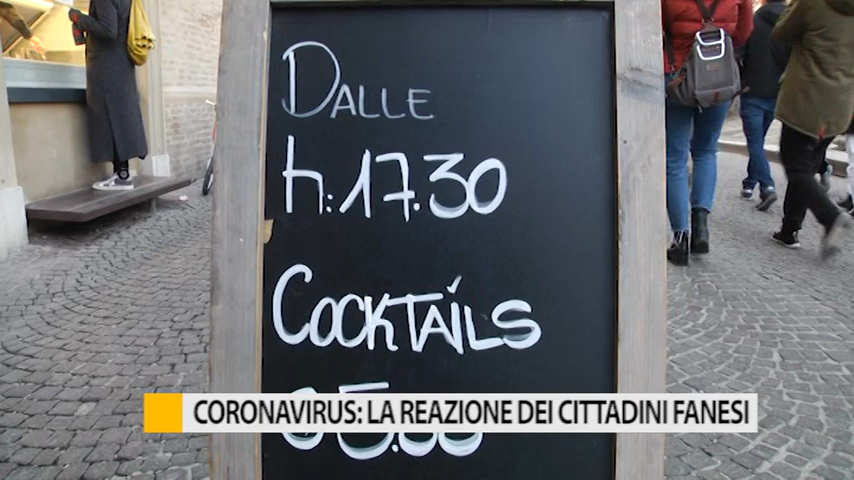 DALLE
h:17.30
COCKTAILS
CORONAVIRUS: LA REAZIONE DEI CITTADINI FANESI